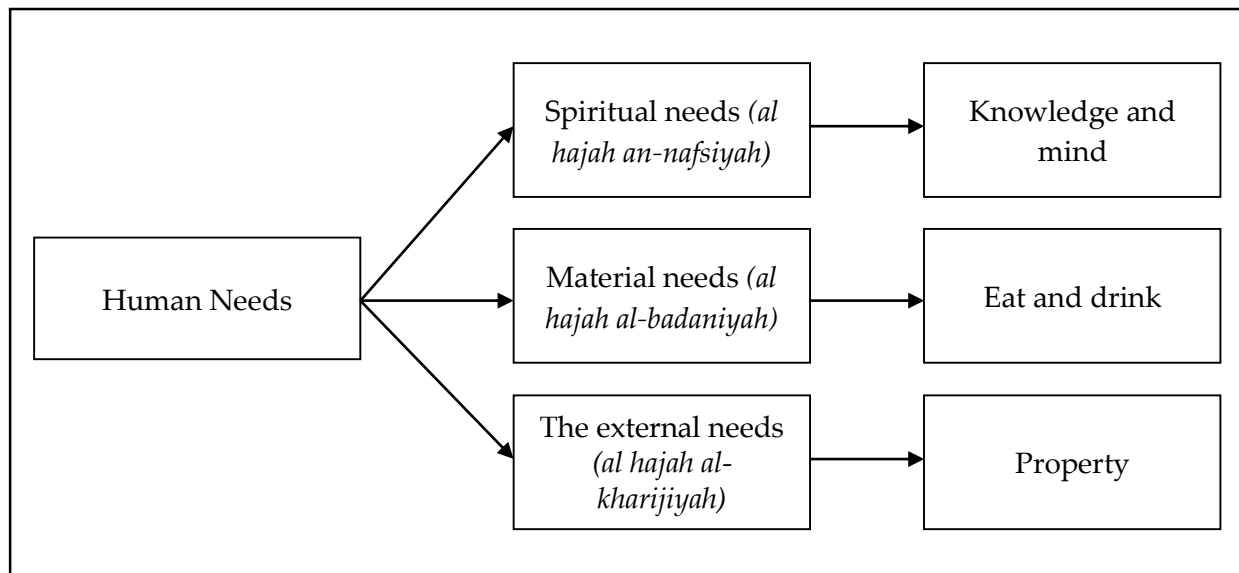 Human Needs
Spiritual needs (al
hajah an-nafsiyah)
Knowledge and
mind
Material needs (al
hajah al-badaniyah)
Eat and drink
The external needs
(al hajah al-
kharijiyah)
Property